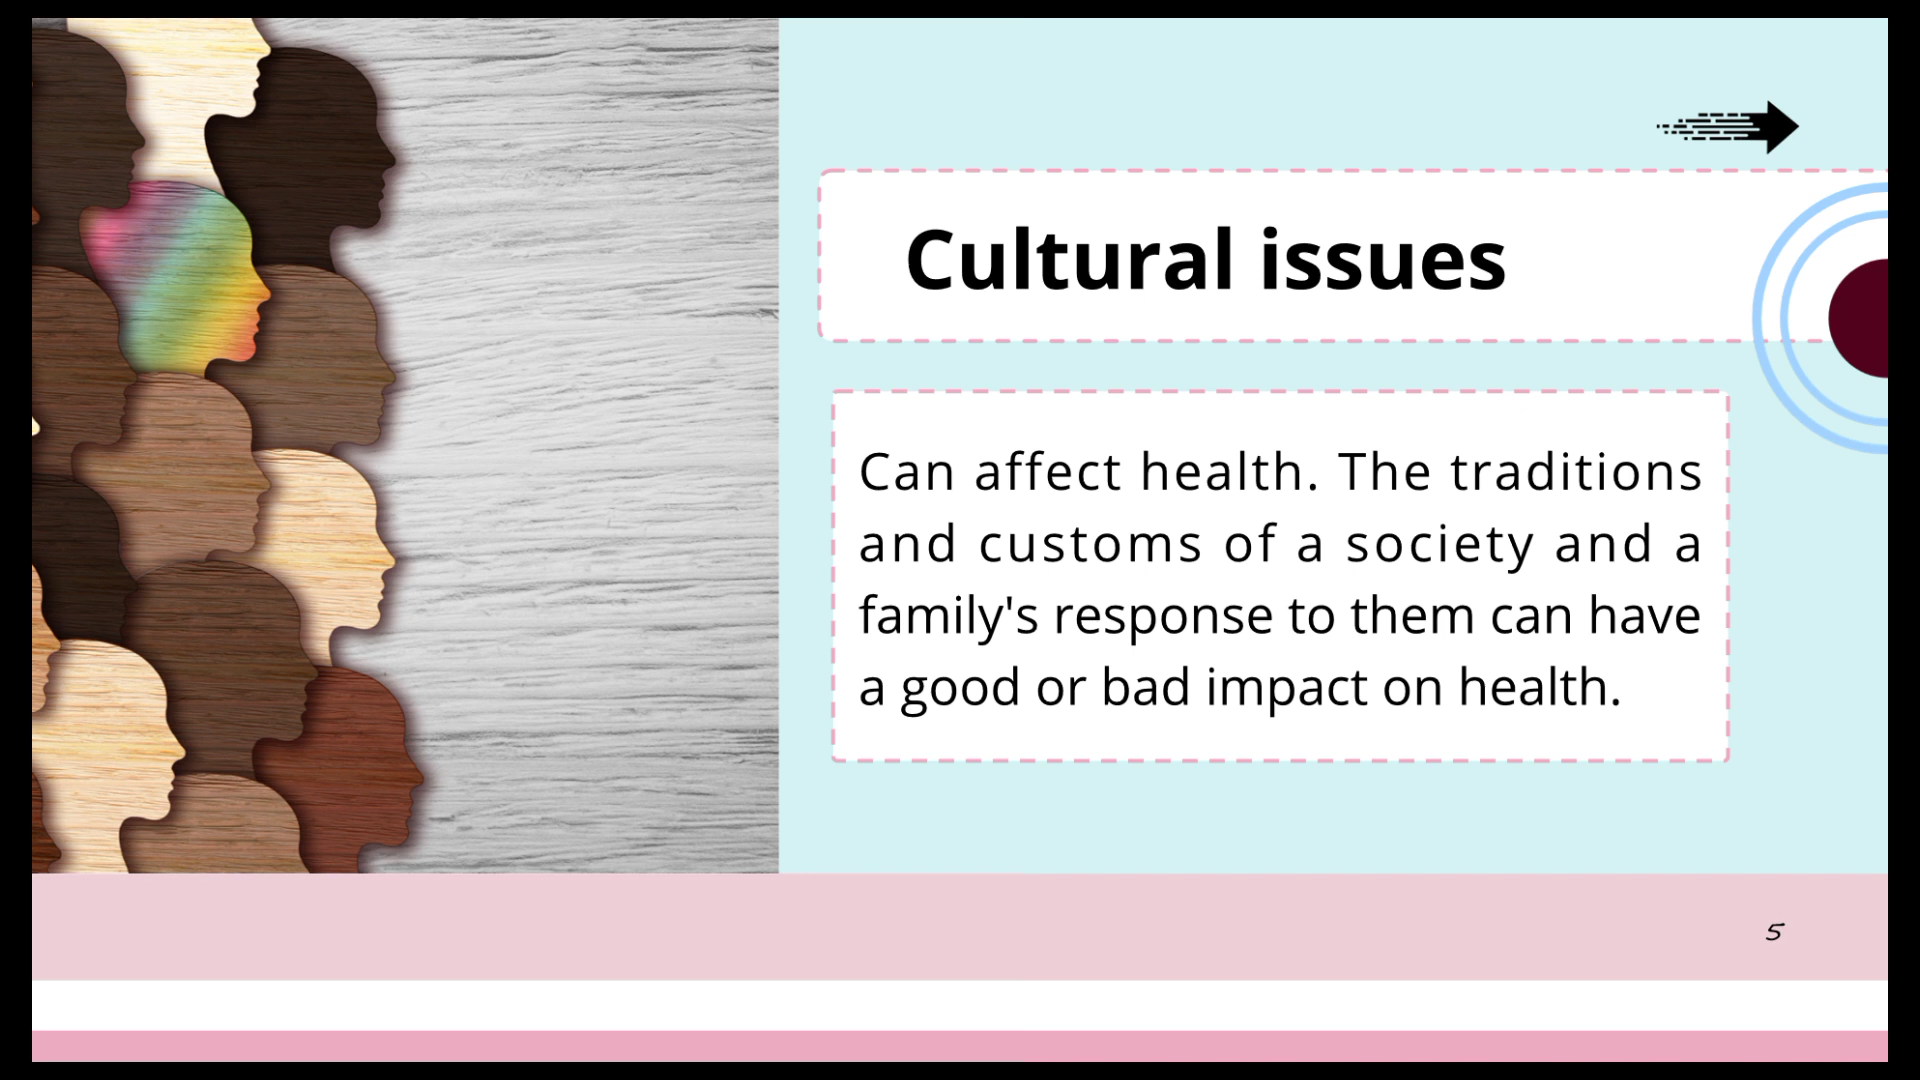 Cultural issues
Can affect health. The traditions
and customs of a society and a
family's response to them can have
a good or bad impact on health.
5